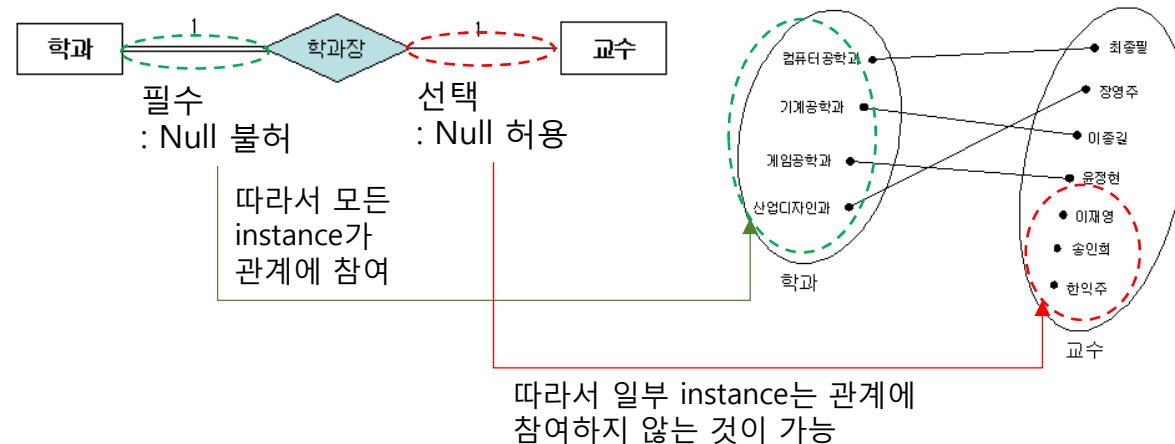 1
1
학과
학과장
교수
필수
: Null 불허
선택
: Null 허용
따라서 모든
instance가
관계에 참여
컴퓨터공학과
기계공학과
게임공학과
산업디자인과
학과
최종필
장영주
이종길
윤정현
이재영
송인희
한익주
교수
따라서 일부 instance는 관계에
참여하지 않는 것이 가능